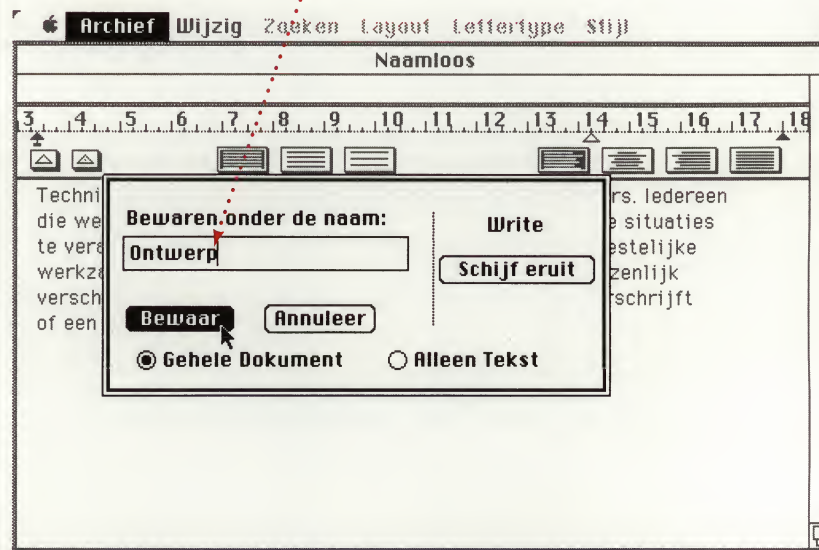 Archief Wijzig Zoeken Layout Lettertype Stijl
Naamloos
3 4 5 6 7 8 9 10 11 12 13 14 15 16 17 18
Techni rs. Iedereen
die we e situaties
te vera estelijke
werkza zenlijk
versch rschrijft
of een
Bewaren onder de naam:
Ontwerp
Write
Schijf eruit
Bewaar Annuleer
Gehele Dokument Alleen Tekst